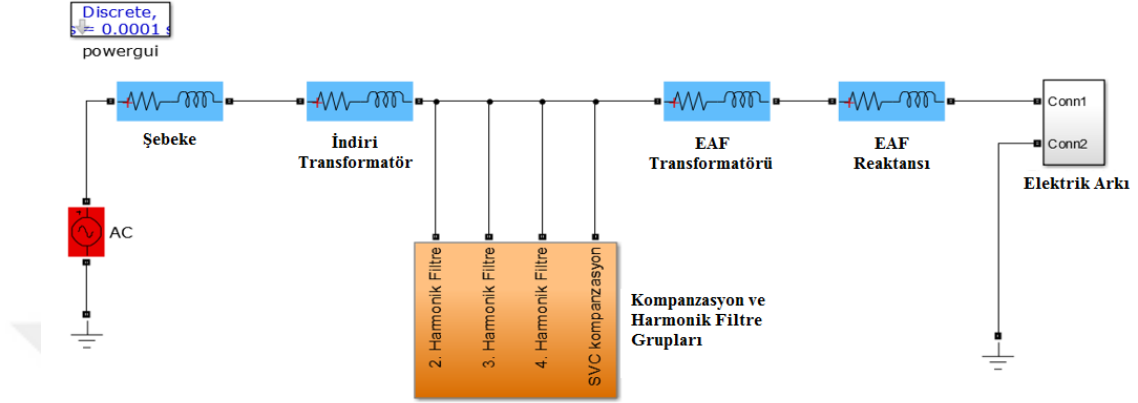 Discrete,
s = 0.0001 s
powergui
Şebeke
İndiri
Transformatör
EAF
Transformatörü
EAF
Reaktansı
Conn1
Conn2
Elektrik Arkı
AC
2. Harmonik Filtre
3. Harmonik Filtre
4. Harmonik Filtre
SVC kompanzasyon
Kompanzasyon ve
Harmonik Filtre
Grupları